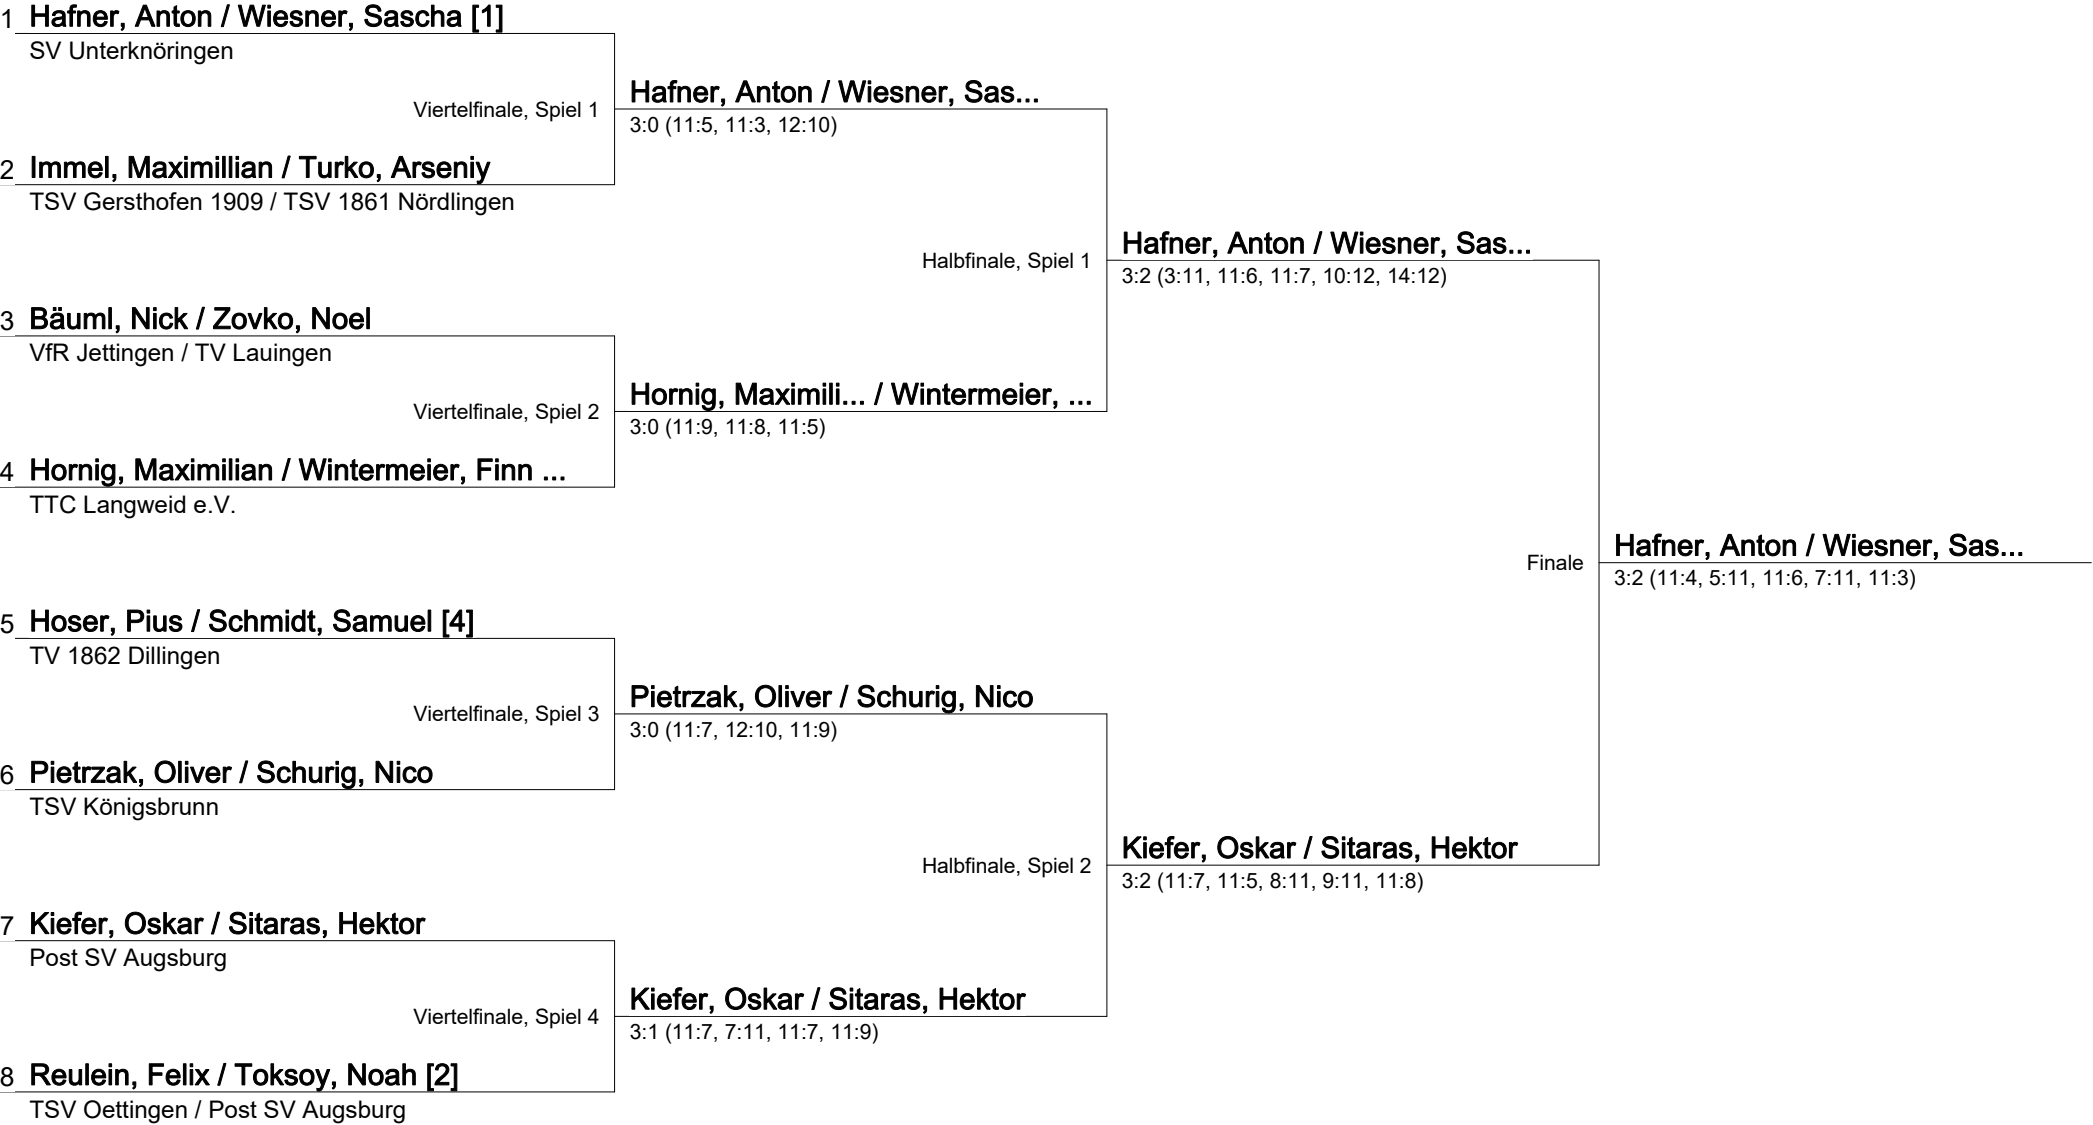 1 Hafner, Anton / Wiesner, Sascha [1]
SV Unterknöringen
Viertelfinale, Spiel 1
Hafner, Anton / Wiesner, Sas...
3:0 (11:5, 11:3, 12:10)
2 Immel, Maximillian / Turko, Arseniy
TSV Gersthofen 1909 / TSV 1861 Nördlingen
Halbfinale, Spiel 1
Hafner, Anton / Wiesner, Sas...
3:2 (3:11, 11:6, 11:7, 10:12, 14:12)
3 Bäuml, Nick / Zovko, Noel
VfR Jettingen / TV Lauingen
Viertelfinale, Spiel 2
Hornig, Maximili... / Wintermeier, ...
3:0 (11:9, 11:8, 11:5)
4 Hornig, Maximilian / Wintermeier, Finn ...
TTC Langweid e.V.
Finale
Hafner, Anton / Wiesner, Sas...
3:2 (11:4, 5:11, 11:6, 7:11, 11:3)
5 Hoser, Pius / Schmidt, Samuel [4]
TV 1862 Dillingen
Viertelfinale, Spiel 3
Pietrzak, Oliver / Schurig, Nico
3:0 (11:7, 12:10, 11:9)
6 Pietrzak, Oliver / Schurig, Nico
TSV Königsbrunn
Halbfinale, Spiel 2
Kiefer, Oskar / Sitaras, Hektor
3:2 (11:7, 11:5, 8:11, 9:11, 11:8)
7 Kiefer, Oskar / Sitaras, Hektor
Post SV Augsburg
Viertelfinale, Spiel 4
Kiefer, Oskar / Sitaras, Hektor
3:1 (11:7, 7:11, 11:7, 11:9)
8 Reulein, Felix / Toksoy, Noah [2]
TSV Oettingen / Post SV Augsburg